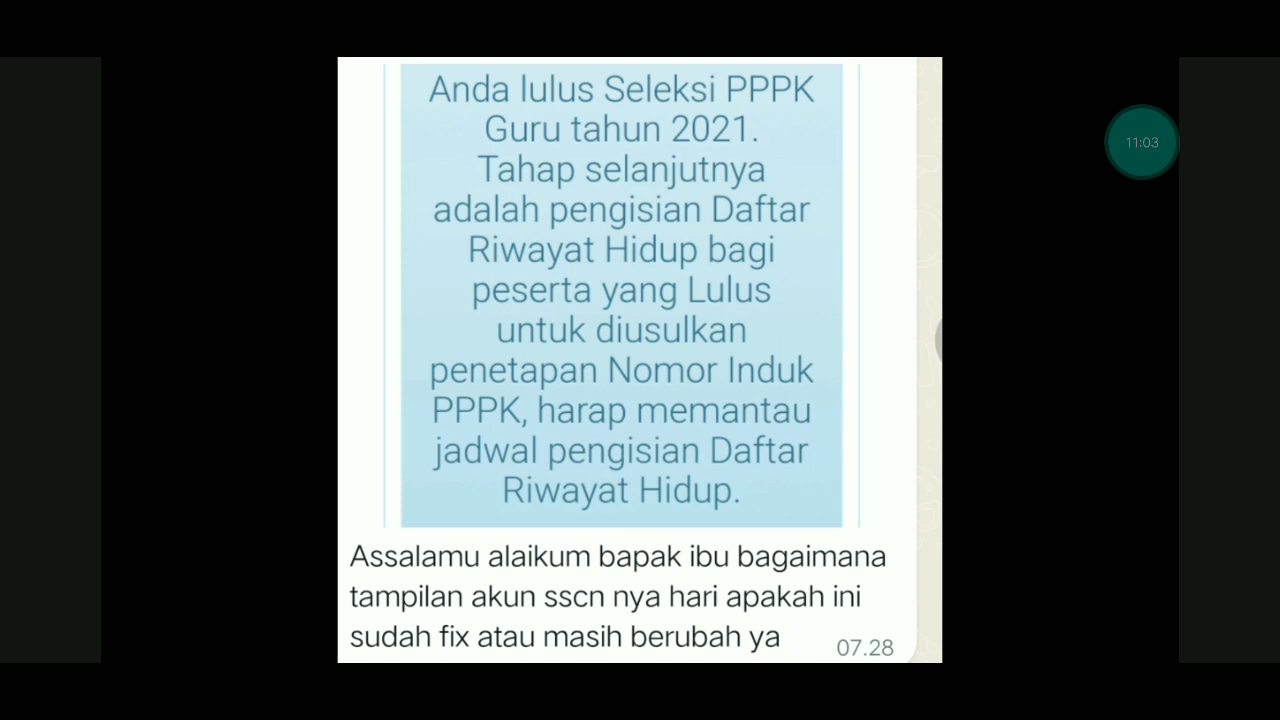 Anda lulus Seleksi PPPK
Guru tahun 2021.
Tahap selanjutnya
adalah pengisian Daftar
Riwayat Hidup bagi
peserta yang Lulus
untuk diusulkan
penetapan Nomor Induk
PPPK, harap memantau
jadwal pengisian Daftar
Riwayat Hidup.
Assalamu alaikum bapak ibu bagaimana
tampilan akun sscn nya hari apakah ini
sudah fix atau masih berubah ya
07.28
11:03